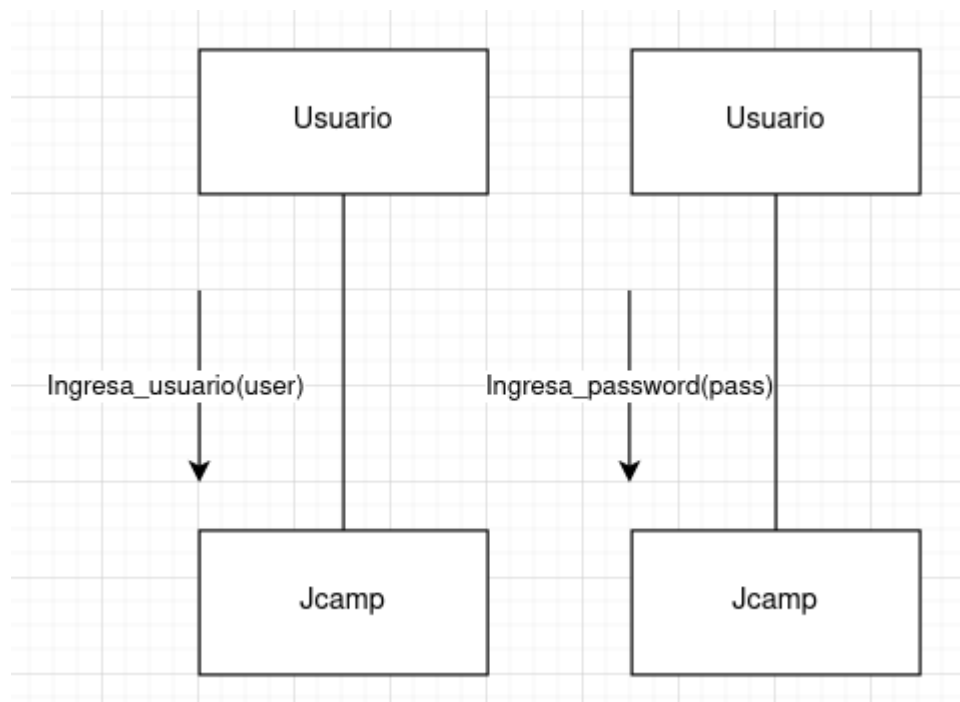 Usuario
Usuario
Ingresa_usuario(user)
Ingresa_password(pass)
Jcamp
Jcamp